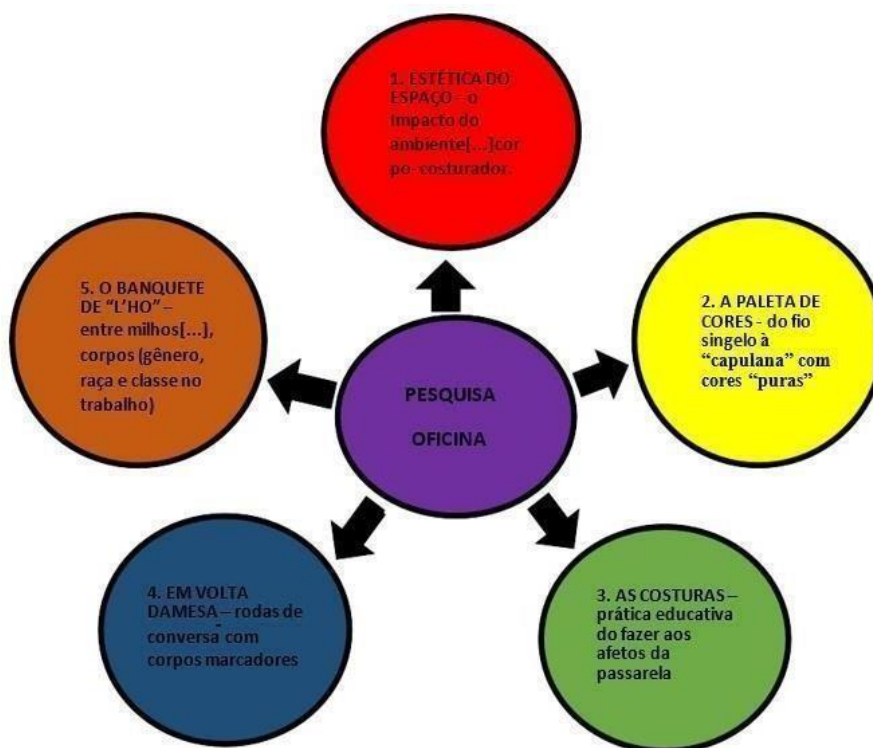 1. ESTÉTICA DO
ESPAÇO – o
Impacto do
ambiente[...]cor
po- costurador.
5. O BANQUETE
DE “L’HO” –
entre milhos[...],
corpos (gênero,
raça e classe no
trabalho)
2. A PALETA DE
CORES - do fio
singelo à
“capulana” com
cores “puras”
PESQUISA
OFICINA
4. EM VOLTA
DAMESA – rodas de
conversa com
corpos marcadores
3. AS COSTURAS –
prática educativa
do fazer aos
afetos da
passarela